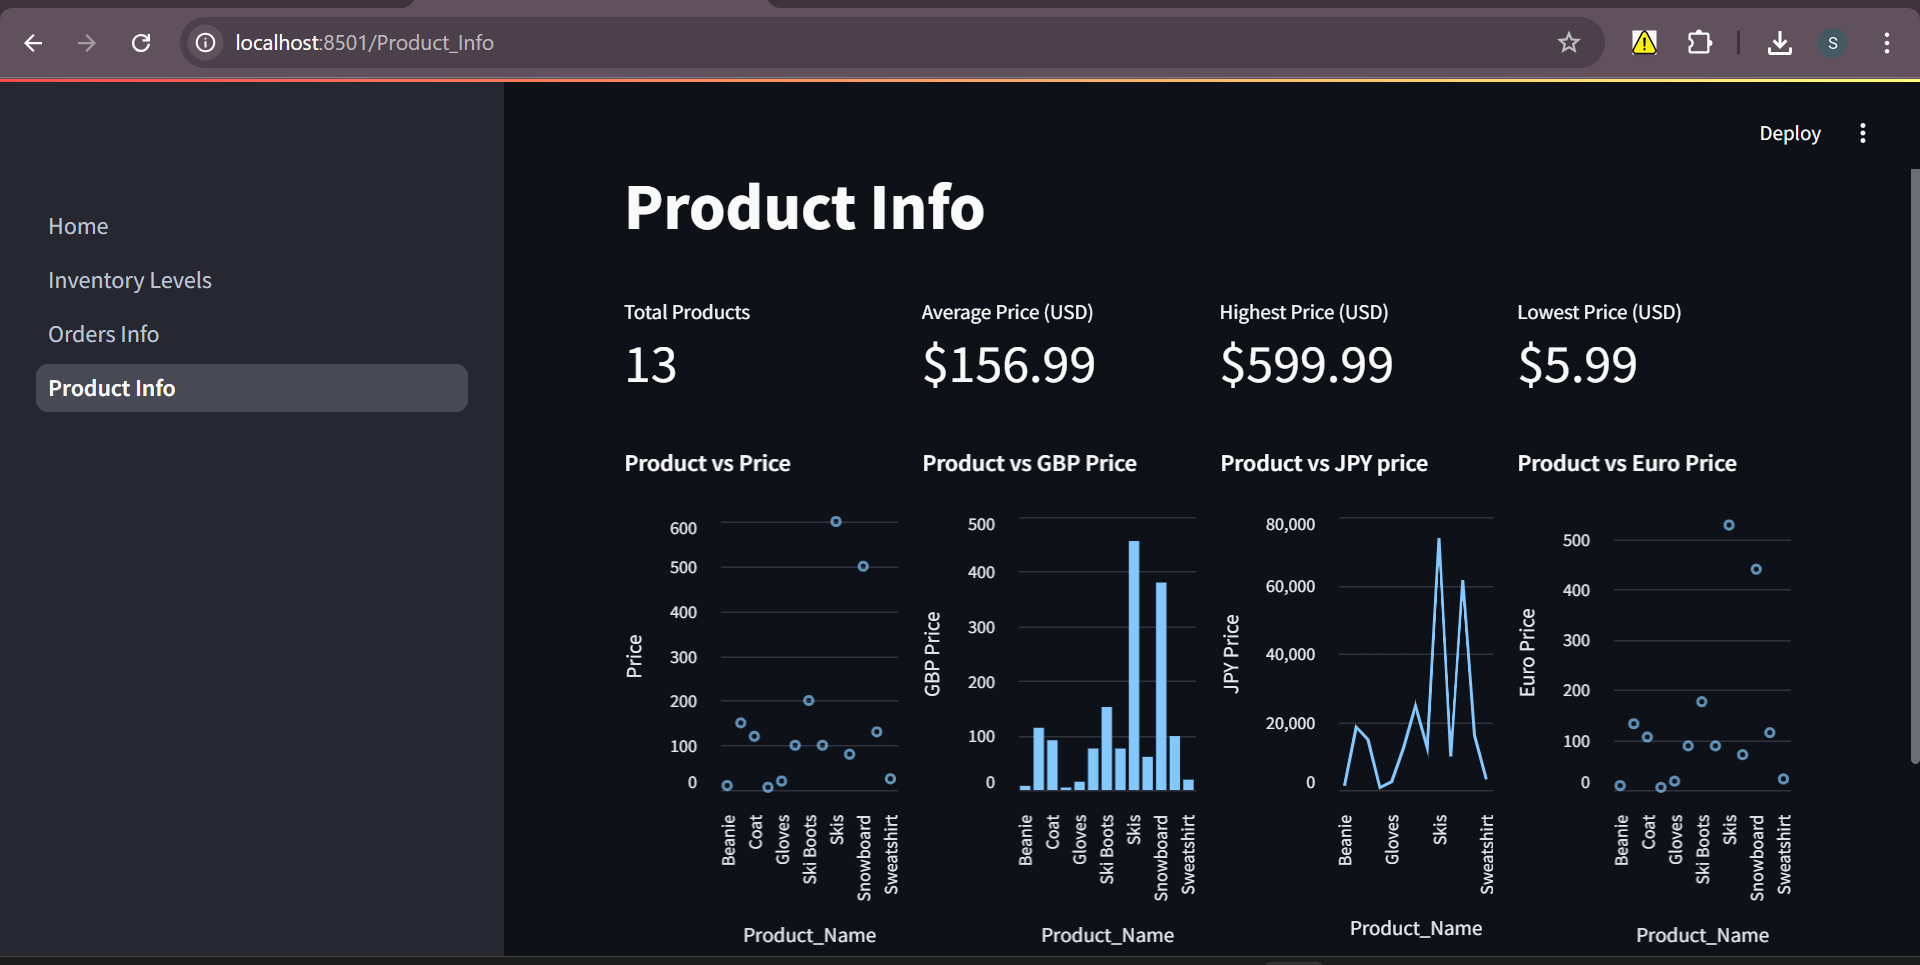 localhost:8501/Product_Info
S
Deploy
Home
Inventory Levels
Orders Info
Product Info
Product Info
Total Products
13
Average Price (USD)
$156.99
Highest Price (USD)
$599.99
Lowest Price (USD)
$5.99
Product vs Price
600
500
400
300
200
100
0
Price
Beanie
Coat
Gloves
Ski Boots
Skis
Snowboard
Sweatshirt
Product_Name
Product vs GBP Price
500
400
300
200
100
0
GBP Price
Beanie
Coat
Gloves
Ski Boots
Skis
Snowboard
Sweatshirt
Product_Name
Product vs JPY price
80,000
60,000
40,000
20,000
0
JPY Price
Beanie
Gloves
Skis
Sweatshirt
Product_Name
Product vs Euro Price
500
400
300
200
100
0
Euro Price
Beanie
Coat
Gloves
Ski Boots
Skis
Snowboard
Sweatshirt
Product_Name